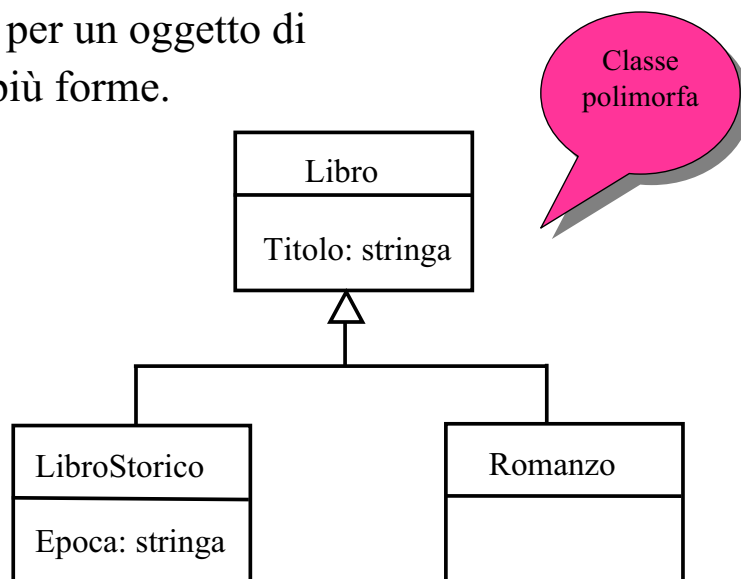 per un oggetto di
più forme.
Classe
polimorfa
Libro
Titolo: stringa
LibroStorico
Epoca: stringa
Romanzo